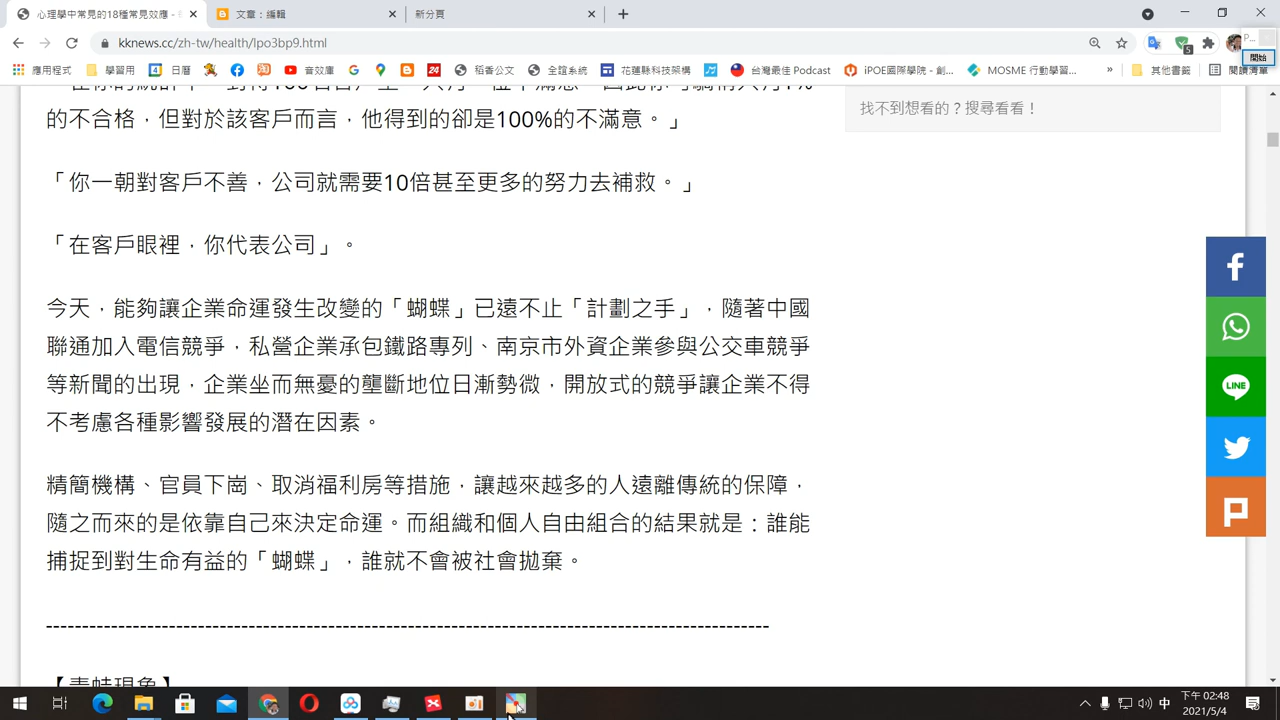 心理學中常見的18種常見效應 -
文章：編輯
新分頁
kknews.cc/zh-tw/health/lpo3bp9.html
應用程式
學習用
日曆
音效庫
稻香公文
全誼系統
花蓮縣科技架構
台灣最佳 Podcast
iPOE國際學院 - 創...
MOSME 行動學習...
»
其他書籤
閱讀清單
開始
的不合格，但對於該客戶而言，他得到的卻是100%的不滿意。」
找不到想看的？搜尋看看！
「你一朝對客戶不善，公司就需要10倍甚至更多的努力去補救。」
「在客戶眼裡，你代表公司」。
今天，能夠讓企業命運發生改變的「蝴蝶」已遠不止「計劃之手」，隨著中國
聯通加入電信競爭，私營企業承包鐵路專列、南京市外資企業參與公交車競爭
等新聞的出現，企業坐而無憂的壟斷地位日漸勢微，開放式的競爭讓企業不得
不考慮各種影響發展的潛在因素。
精簡機構、官員下崗、取消福利房等措施，讓越來越多的人遠離傳統的保障，
隨之而來的是依靠自己來決定命運。而組織和個人自由組合的結果就是：誰能
捕捉到對生命有益的「蝴蝶」，誰就不會被社會拋棄。
【青蛙現象】
LINE
中
下午 02:48
2021/5/4